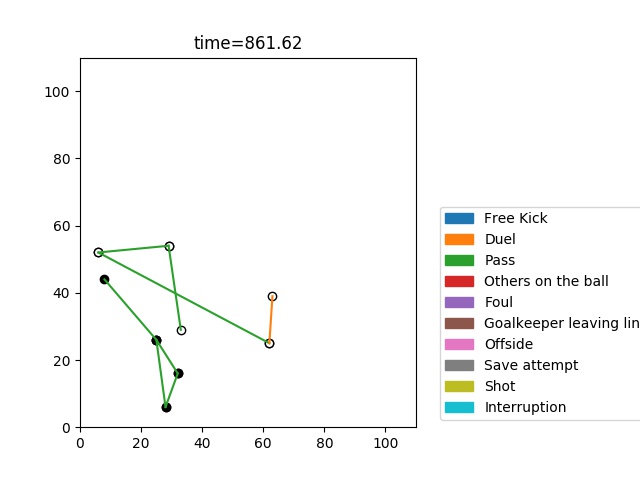 time=861.62
100
80
60
40
20
0
0 20 40 60 80 100
Free Kick
Duel
Pass
Others on the ball
Foul
Goalkeeper leaving lin
Offside
Save attempt
Shot
Interruption